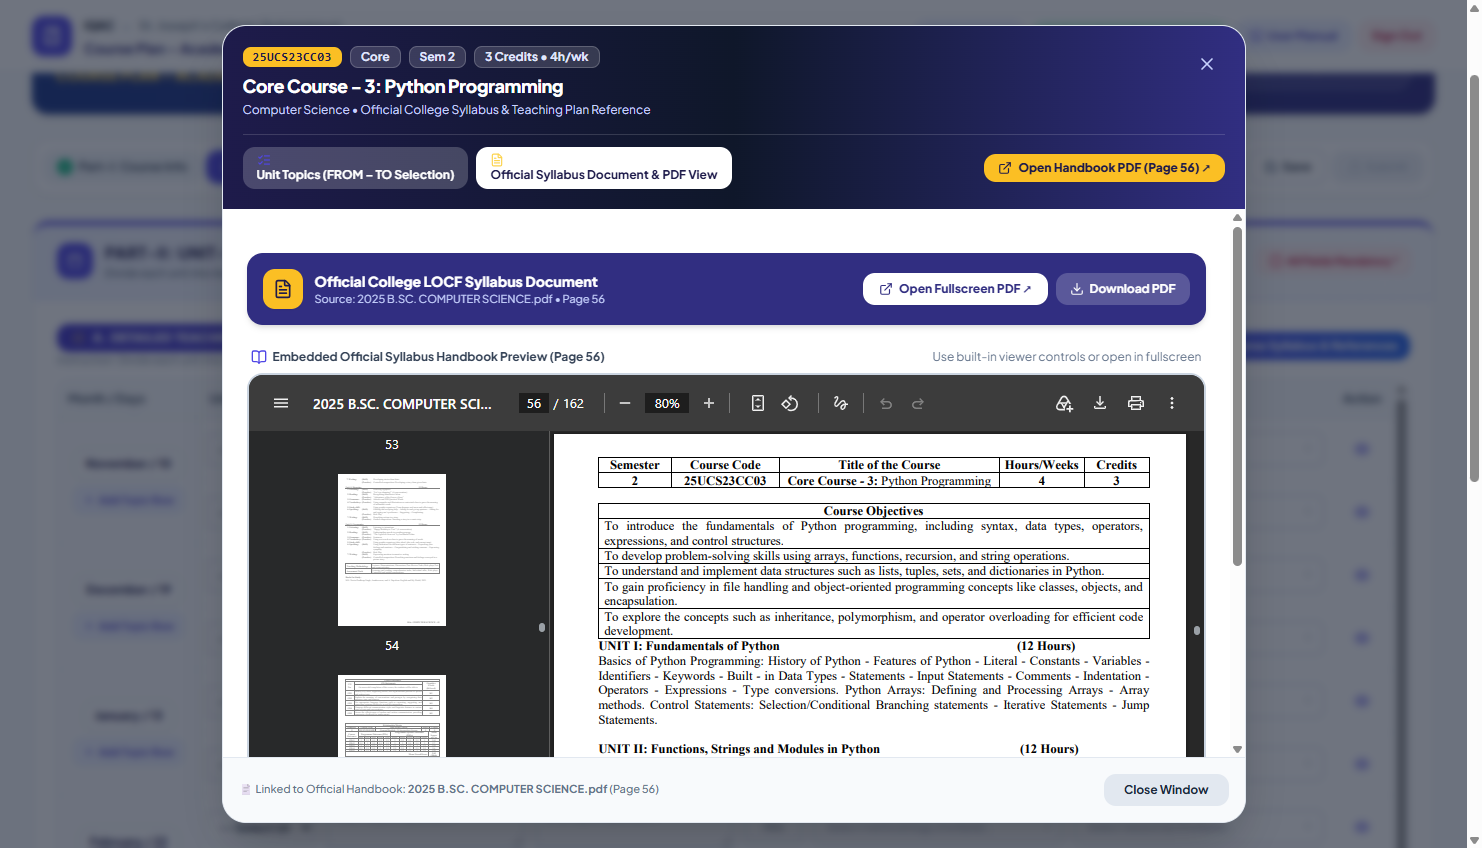 25UCS23CC03 Core Sem 2 3 Credits • 4h/wk
Core Course – 3: Python Programming
Computer Science • Official College Syllabus & Teaching Plan Reference
Unit Topics (FROM – TO Selection)
Official Syllabus Document & PDF View
Open Handbook PDF (Page 56) ↗
Official College LOCF Syllabus Document
Source: 2025 B.SC. COMPUTER SCIENCE.pdf • Page 56
Open Fullscreen PDF ↗
Download PDF
Embedded Official Syllabus Handbook Preview (Page 56)
Use built-in viewer controls or open in fullscreen
2025 B.SC. COMPUTER SCI... 56 / 162 80%
53
54
Semester Course Code Title of the Course Hours/Weeks Credits
2 25UCS23CC03 Core Course - 3: Python Programming 4 3
Course Objectives
To introduce the fundamentals of Python programming, including syntax, data types, operators,
expressions, and control structures.
To develop problem-solving skills using arrays, functions, recursion, and string operations.
To understand and implement data structures such as lists, tuples, sets, and dictionaries in Python.
To gain proficiency in file handling and object-oriented programming concepts like classes, objects, and
encapsulation.
To explore the concepts such as inheritance, polymorphism, and operator overloading for efficient code
development.
UNIT I: Fundamentals of Python (12 Hours)
Basics of Python Programming: History of Python - Features of Python - Literal - Constants - Variables -
Identifiers - Keywords - Built - in Data Types - Statements - Input Statements - Comments - Indentation -
Operators - Expressions - Type conversions. Python Arrays: Defining and Processing Arrays - Array
methods. Control Statements: Selection/Conditional Branching statements - Iterative Statements - Jump
Statements.
UNIT II: Functions, Strings and Modules in Python (12 Hours)
Linked to Official Handbook: 2025 B.SC. COMPUTER SCIENCE.pdf (Page 56)
Close Window